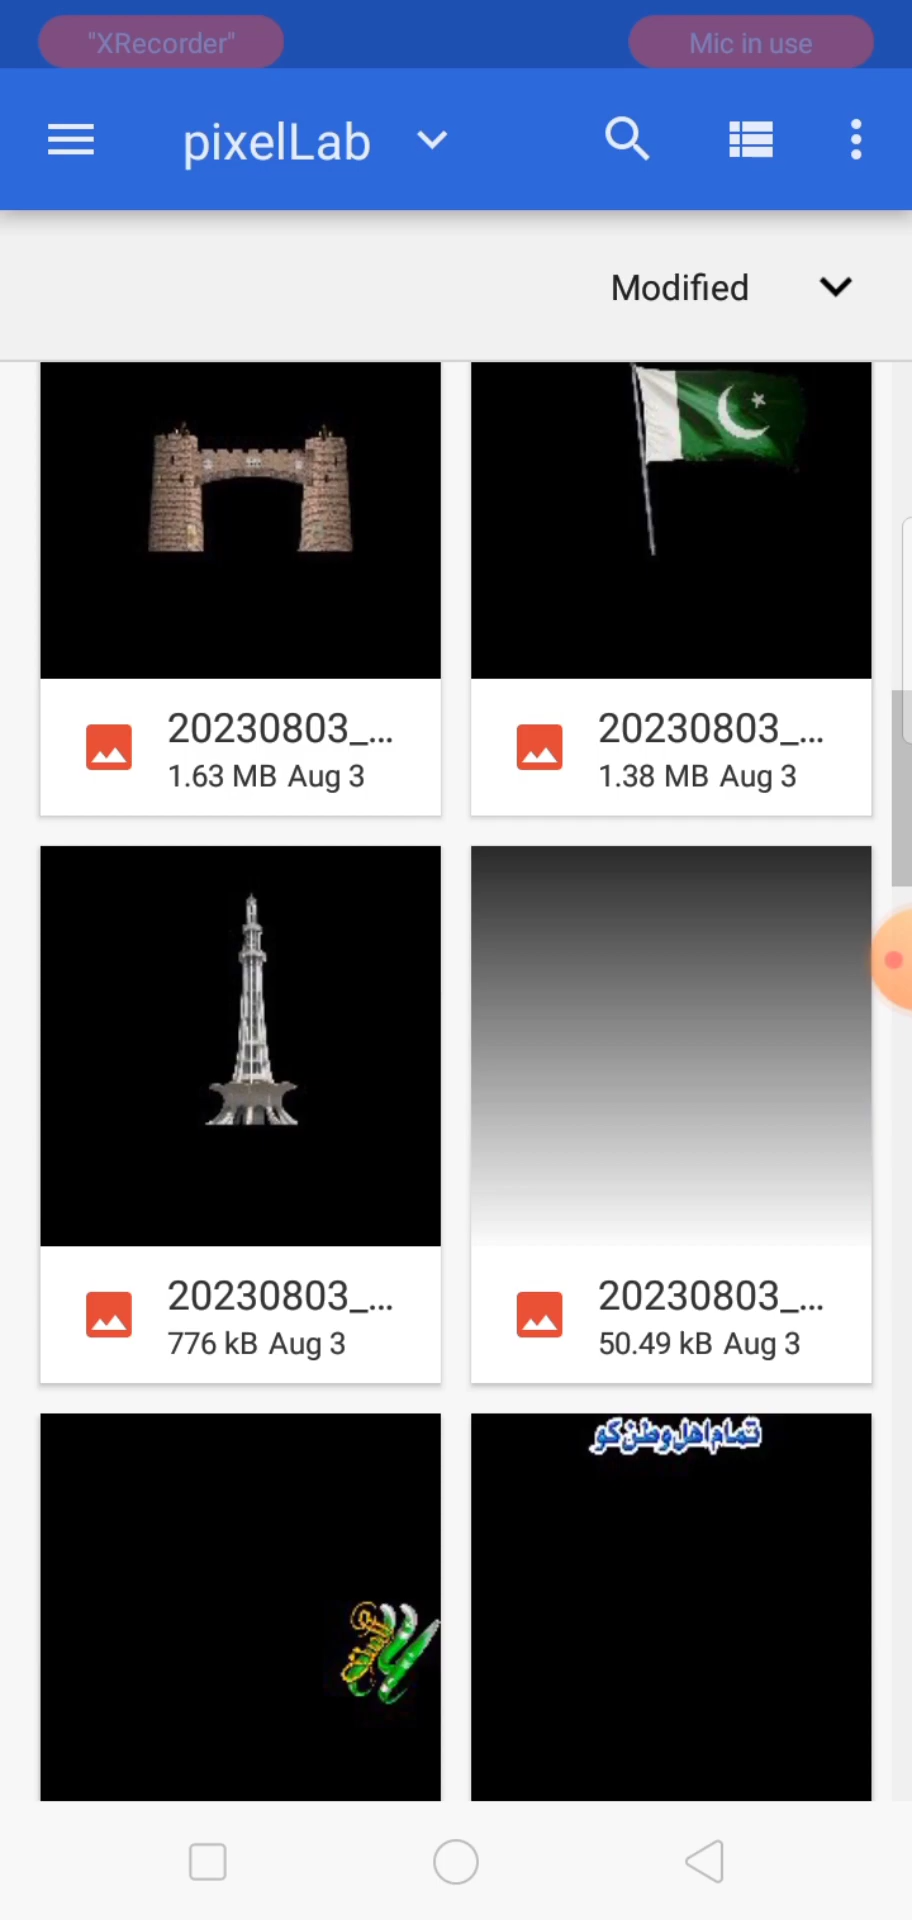 "XRecorder" Mic in use
pixelLab
Modified
20230803_... 20230803_...
1.63 MB Aug 3 1.38 MB Aug 3
20230803_... 20230803_...
776 kB Aug 3 50.49 kB Aug 3
تمام اهل وطن کو